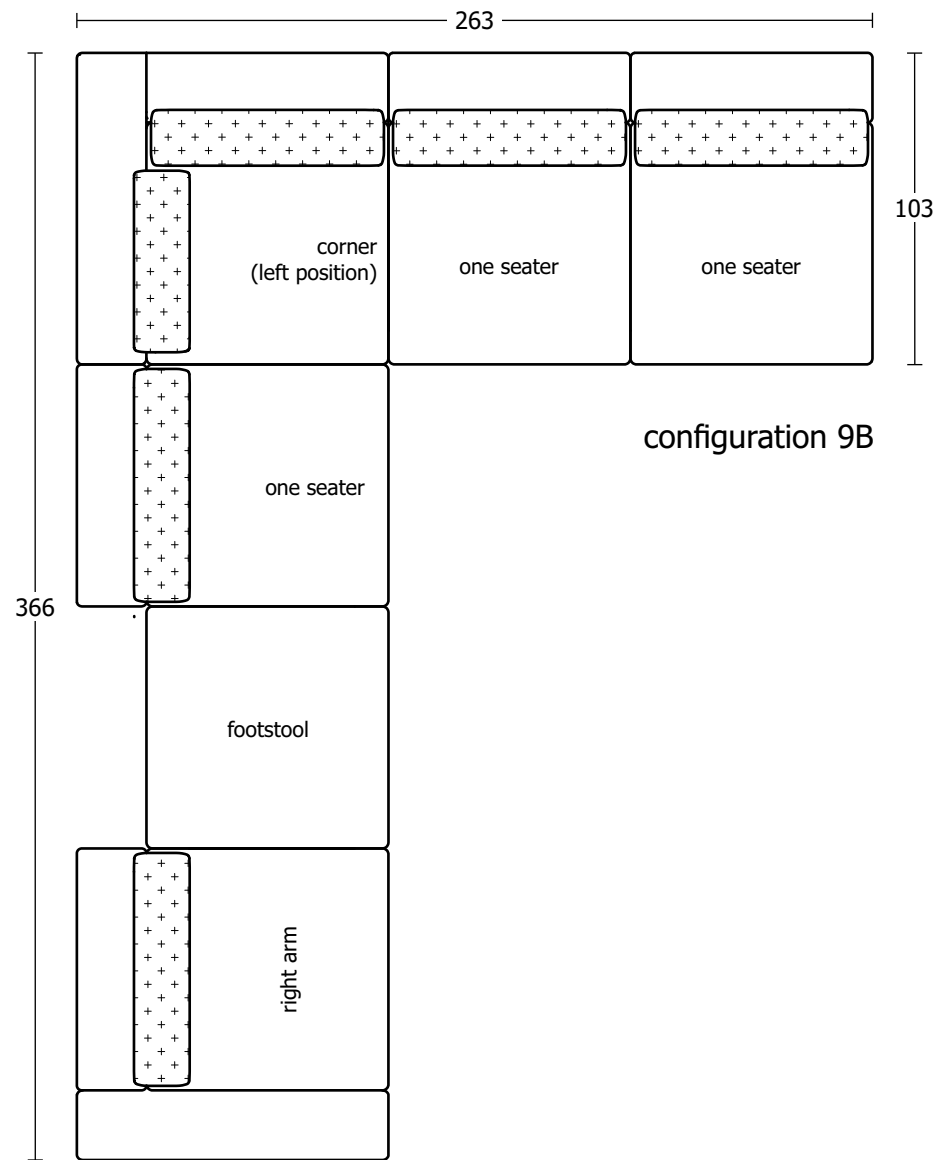 263
103
corner
(left position)
one seater
one seater
configuration 9B
one seater
366
footstool
right arm